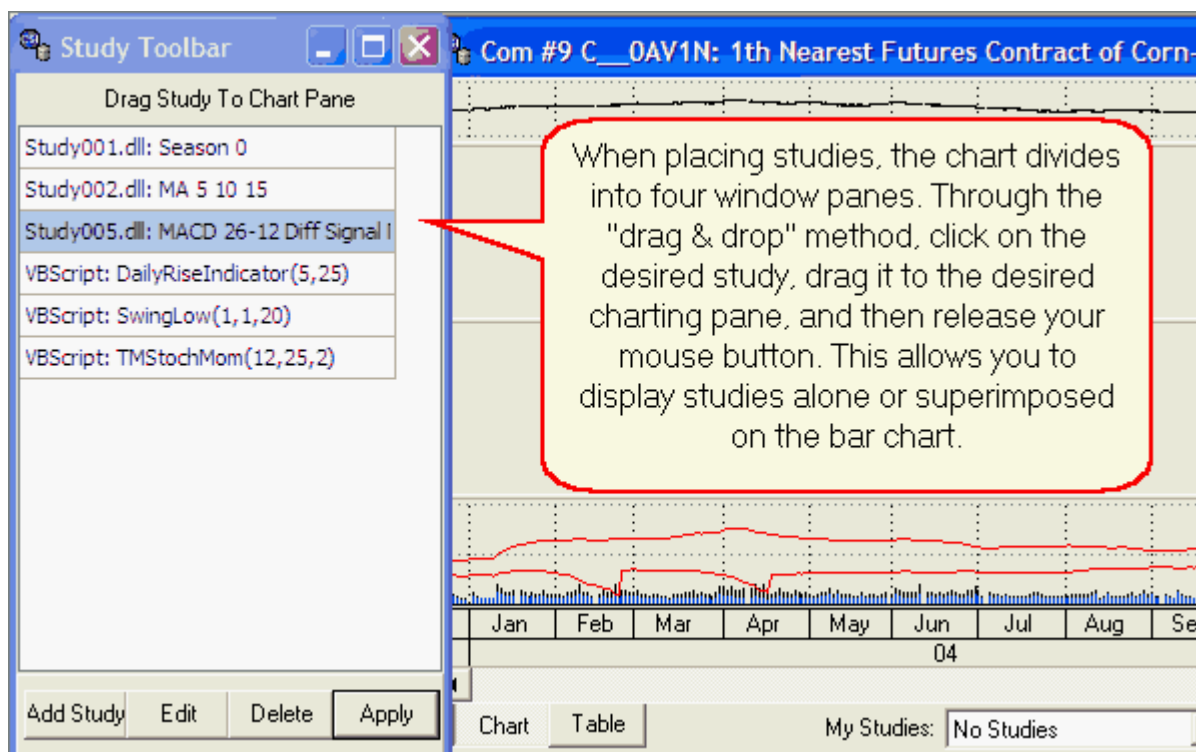 Study Toolbar
Drag Study To Chart Pane
Study001.dll: Season 0
Study002.dll: MA 5 10 15
Study005.dll: MACD 26-12 Diff Signal
VBScript: DailyRiseIndicator(5,25)
VBScript: SwingLow(1,1,20)
VBScript: TMStochMom(12,25,2)
Add Study Edit Delete Apply
Com #9 C__0AV1N: 1th Nearest Futures Contract of Corn-
When placing studies, the chart divides
into four window panes. Through the
"drag & drop" method, click on the
desired study, drag it to the desired
charting pane, and then release your
mouse button. This allows you to
display studies alone or superimposed
on the bar chart.
Jan Feb Mar Apr May Jun Jul Aug Se
04
Chart Table My Studies: No Studies